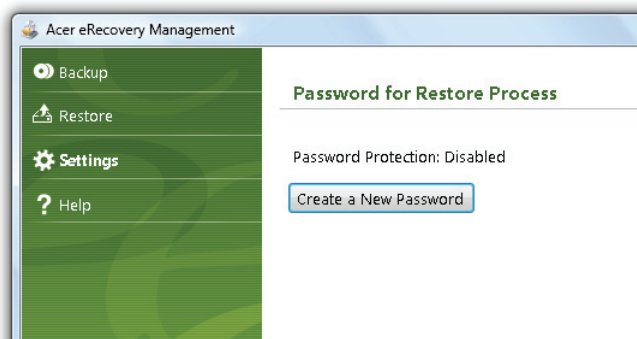 Acer eRecovery Management
Backup
Restore
Settings
? Help
Password for Restore Process
Password Protection: Disabled
Create a New Password